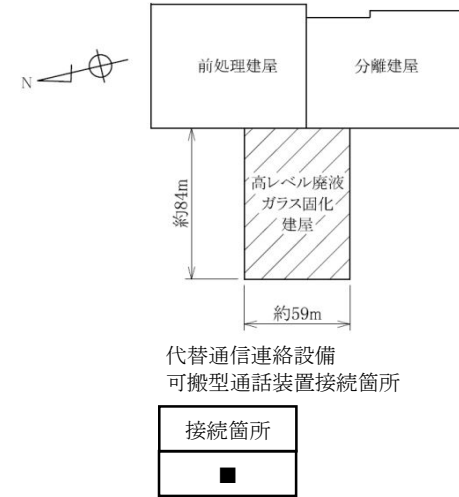 前処理建屋
分離建屋
N
高レベル廃液
ガラス固化
建屋
約84m
約59m
代替通信連絡設備
可搬型通話装置接続箇所
接続箇所
■